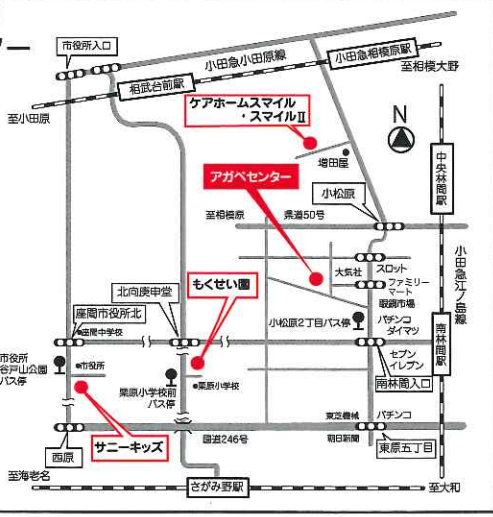 ー
市役所入口
小田急小田原線
小田急相模原駅
至相模大野
相武台前駅
至小田原
ケアホームスマイル
・スマイルⅡ
N
増田屋
中央林間駅
アガペセンター
小松原
至相模原
県道50号
小田急江ノ島線
スロット
大気社
ファミリー
マート
眼鏡市場
もくせい園
北向庚申堂
座間市役所北
座間中学校
小松原2丁目バス停
パチンコ
ダイマツ
南林間駅
セブン
イレブン
市役所
谷戸山公園
バス停
市役所
栗原小学校前
バス停
栗原小学校
南林間入口
サニーキッズ
東芝機械
パチンコ
朝日新聞
西原
国道246号
東原五丁目
至海老名
さがみ野駅
至大和